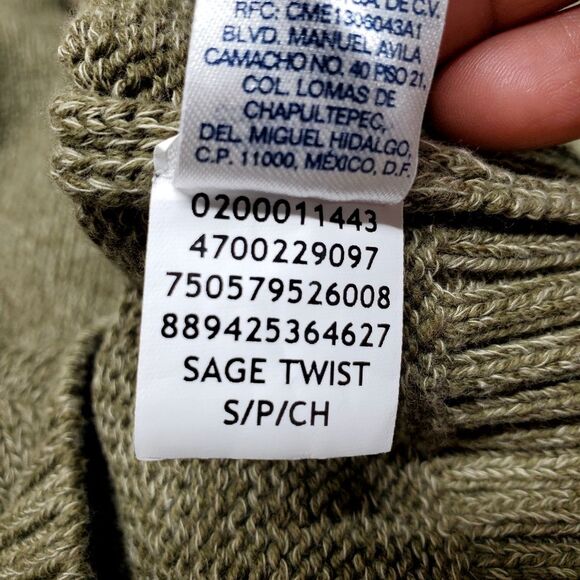 DE C.V.
RFC: CME1306043A1
BLVD. MANUEL AVILA
CAMACHO NO. 40 PISO 21,
COL. LOMAS DE
CHAPULTEPEC,
DEL. MIGUEL HIDALGO,
C.P. 11000, MÉXICO, D.F.
0200011443
4700229097
750579526008
889425364627
SAGE TWIST
S/P/CH